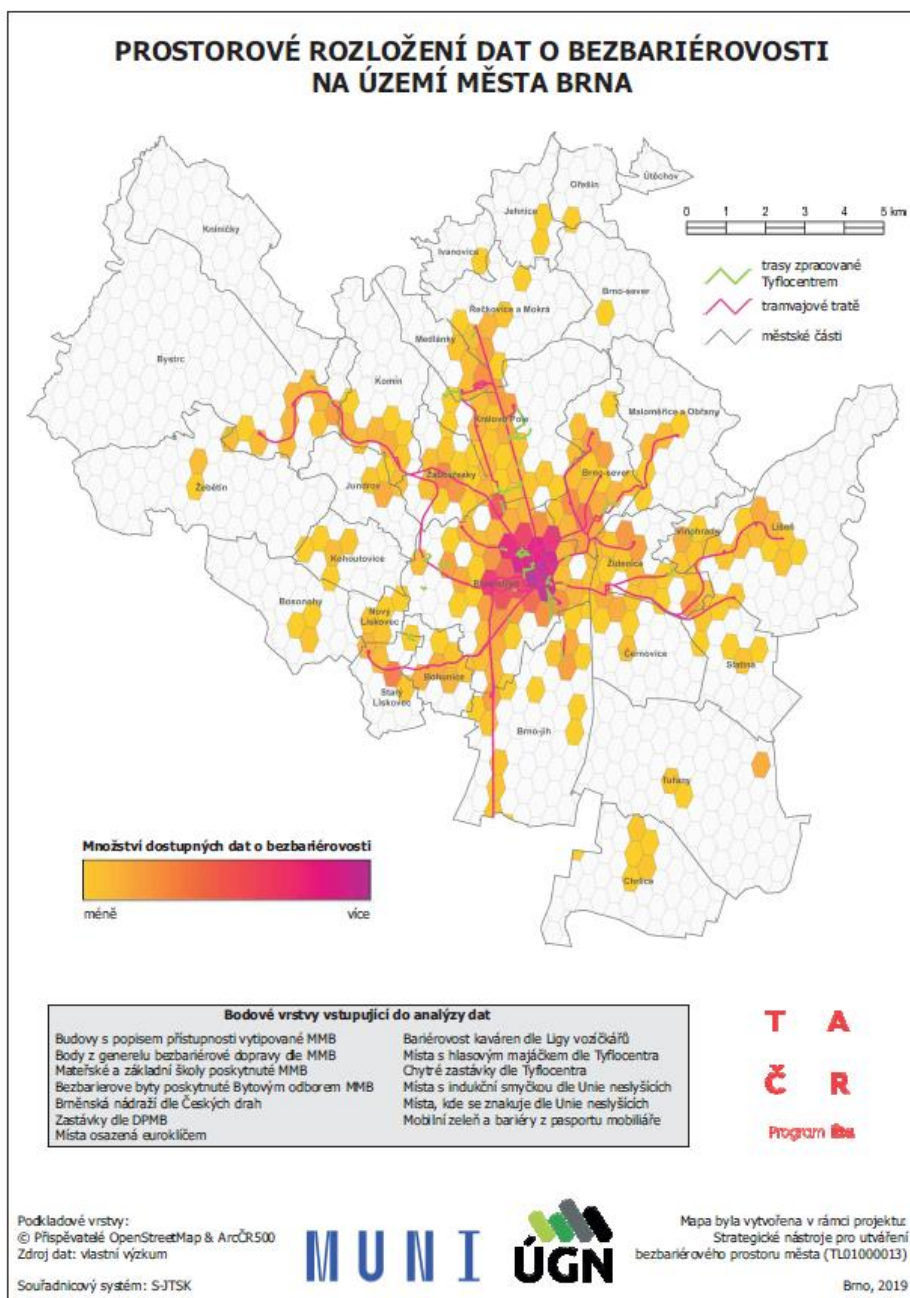 PROSTOROVÉ ROZLOŽENÍ DAT O BEZBARIÉROVOSTI
NA ÚZEMÍ MĚSTA BRNA
Útěchov
Ořešín
Jehnice
Kníničky
Ivanovice
0 1 2 3 4 5 km
trasy zpracované
Tyflocentrem
tramvajové tratě
městské části
Brno-sever
Řečkovice a Mokrá
Medlánky
Bystrc
Komín
Královo Pole
Maloměřice a Obřany
Žabovřesky
Brno-sever
Jundrov
Žebětín
Vinohrady
Líšeň
Kohoutovice
Židenice
Bosonohy
Nový
Lískovec
Černovice
Slatina
Bohunice
Starý
Lískovec
Brno-jih
Tuřany
Chrlice
Množství dostupných dat o bezbariérovosti
méně
více
Bodové vrstvy vstupující do analýzy dat
Budovy s popisem přístupnosti vytipované MMB
Body z generelu bezbariérové dopravy dle MMB
Mateřské a základní školy poskytnuté MMB
Bezbarierove byty poskytnuté Bytovým odborem MMB
Brněnská nádraží dle Českých drah
Zastávky dle DPMB
Místa osazená euroklíčem
Bariérovost kaváren dle Ligy vozíčkářů
Místa s hlasovým majáčkem dle Tyflocentra
Chytré zastávky dle Tyflocentra
Místa s indukční smyčkou dle Unie neslyšících
Místa, kde se znakuje dle Unie neslyšících
Mobilní zeleň a bariéry z pasportu mobiliáře
T A
Č R
Program
Podkladové vrstvy:
© Přispěvatelé OpenStreetMap & ArcČR500
Zdroj dat: vlastní výzkum
Souřadnicový systém: S-JTSK
MUNI
ÚGN
Mapa byla vytvořena v rámci projektu:
Strategické nástroje pro utváření
bezbariérového prostoru města (TL01000013)
Brno, 2019